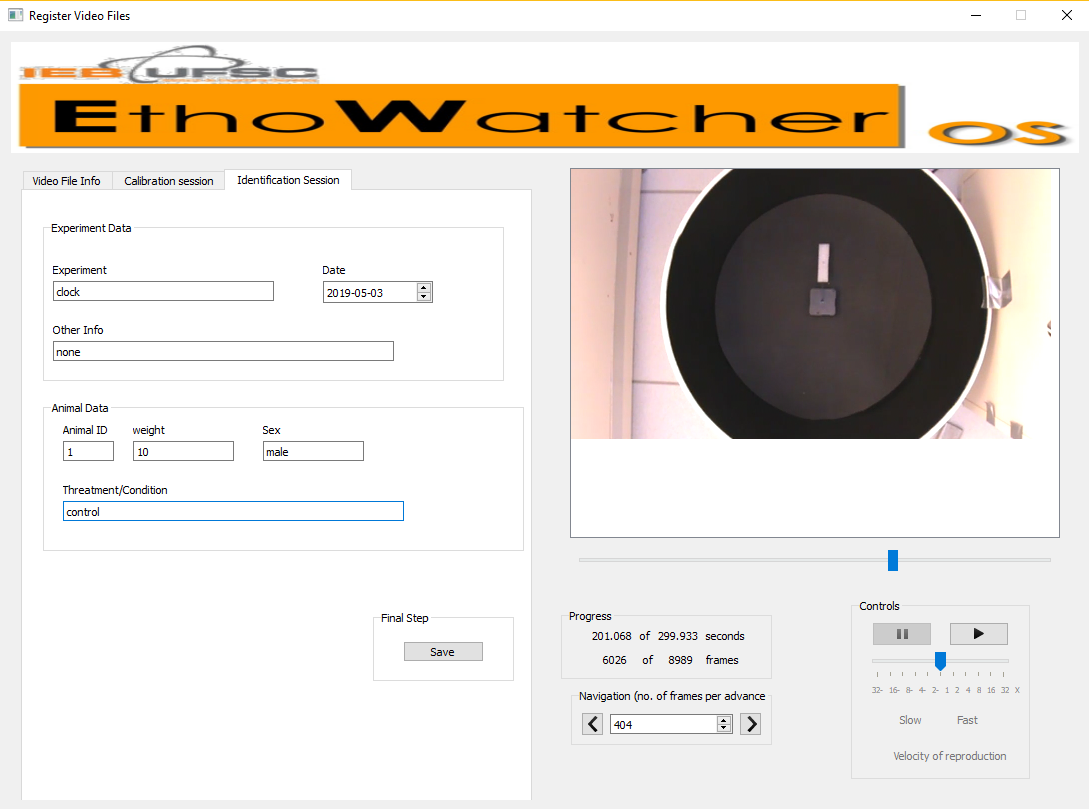 Register Video Files
IEB UFSC
EthoWatcher OS
Video File Info Calibration session Identification Session
Experiment Data
Experiment Date
clock 2019-05-03
Other Info
none
Animal Data
Animal ID weight Sex
1 10 male
Threatment/Condition
control
Final Step
Save
Progress
201.068 of 299.933 seconds
6026 of 8989 frames
Navigation (no. of frames per advance
404
Controls
32- 16- 8- 4- 2- 1 2 4 8 16 32 X
Slow Fast
Velocity of reproduction